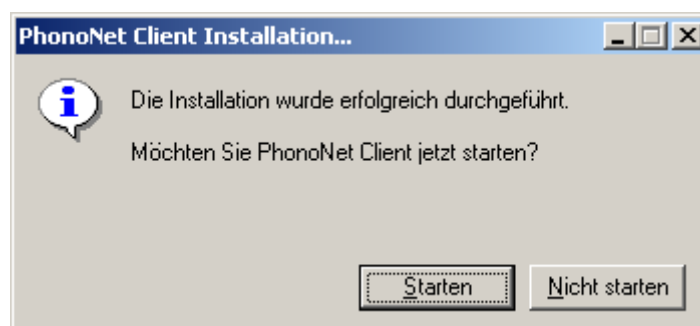 PhonoNet Client Installation...
Die Installation wurde erfolgreich durchgeführt.
Möchten Sie PhonoNet Client jetzt starten?
Starten Nicht starten